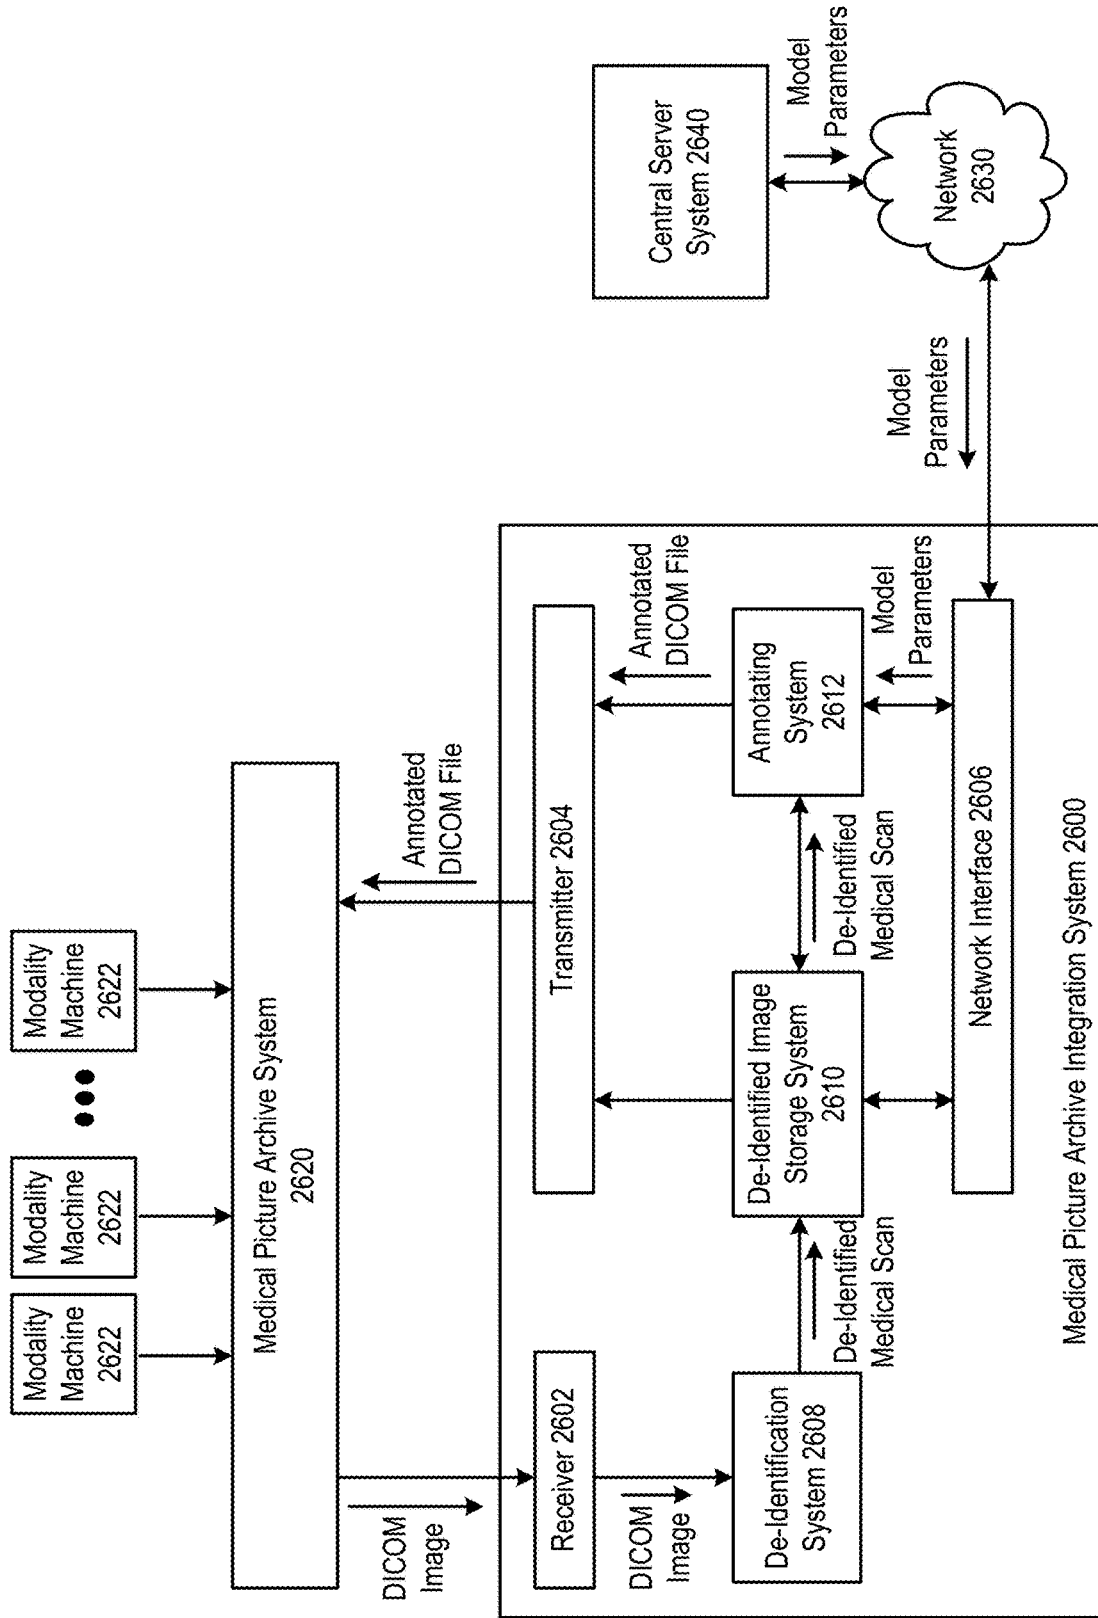 Modality
Machine
2622
Modality
Machine
2622
Modality
Machine
2622
Medical Picture Archive System
2620
DICOM
Image
Annotated
DICOM File
Receiver 2602
Transmitter 2604
DICOM
Image
Annotated
DICOM File
De-Identification
System 2608
De-Identified
Medical Scan
De-Identified Image
Storage System
2610
De-Identified
Medical Scan
Annotating
System
2612
Model
Parameters
Network Interface 2606
Medical Picture Archive Integration System 2600
Model
Parameters
Central Server
System 2640
Model
Parameters
Network
2630